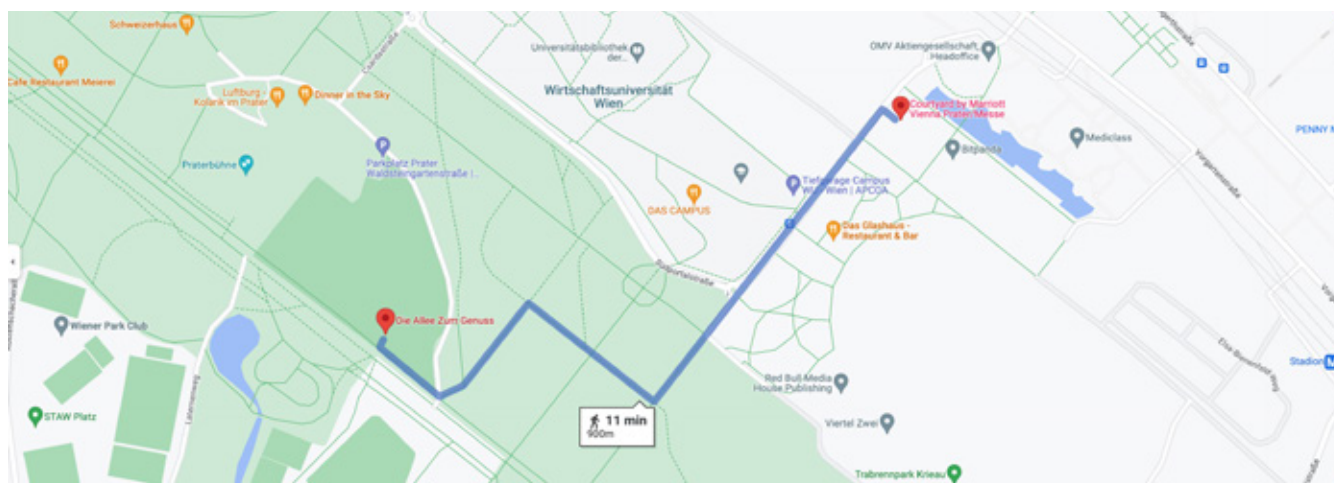 Schweizerhaus
Csardastraße
Cafe Restaurant Meierei
Luftburg -
Kolarik im Prater
Dinner in the Sky
Universitätsbibliothek
der...
Wirtschaftsuniversität
Wien
OMV Aktiengesellschaft,
Headoffice
Courtyard by Marriott
Vienna Prater/Messe
Mediclass
Bitpanda
PENNY M
Vorgartenstraße
Praterbühne
P
Parkplatz Prater
Waldsteingartenstraße |...
P
Tiefgarage Campus
WU Wien | APCOA
DAS CAMPUS
Das Glashaus -
Restaurant & Bar
Südportalstraße
Die Allee Zum Genuss
Wiener Park Club
Stadion
Red Bull Media
House Publishing
11 min
900m
STAW Platz
Viertel Zwei
Trabrennpark Krieau